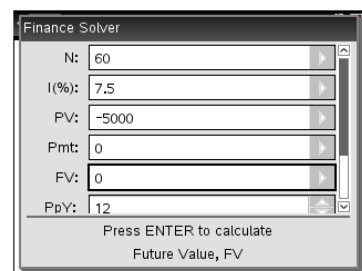 Finance Solver
N: 60
I(%): 7.5
PV: -5000
Pmt: 0
FV: 0
PpY: 12
Press ENTER to calculate
Future Value, FV